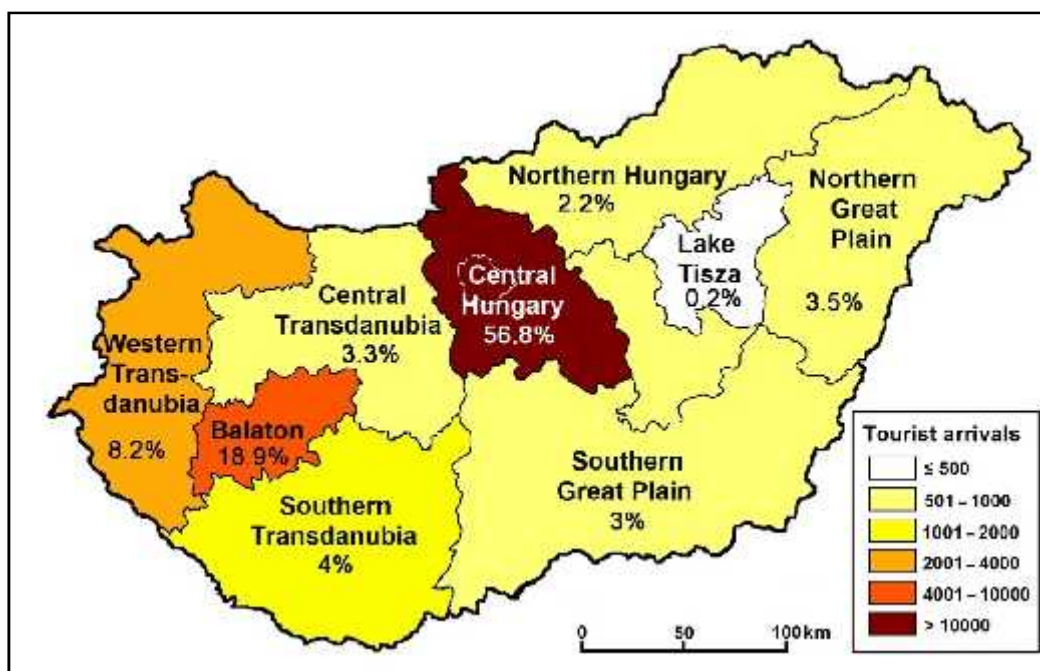 Northern Hungary
2.2%
Northern
Great
Plain
3.5%
Lake
Tisza
0.2%
Central
Hungary
56.8%
Central
Transdanubia
3.3%
Western
Trans-
danubia
8.2%
Balaton
18.9%
Southern
Transdanubia
4%
Southern
Great Plain
3%
Tourist arrivals
≤ 500
501 – 1000
1001 – 2000
2001 – 4000
4001 – 10000
> 10000
0 50 100 km